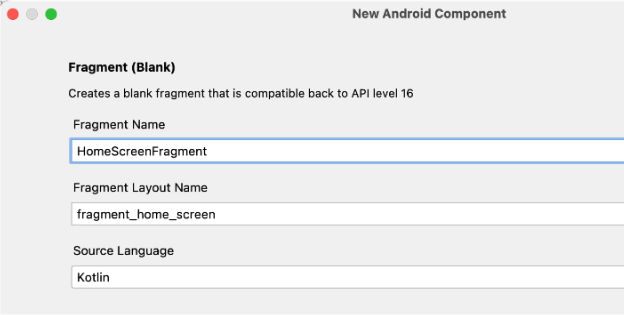 New Android Component
Fragment (Blank)
Creates a blank fragment that is compatible back to API level 16
Fragment Name
HomeScreenFragment
Fragment Layout Name
fragment_home_screen
Source Language
Kotlin